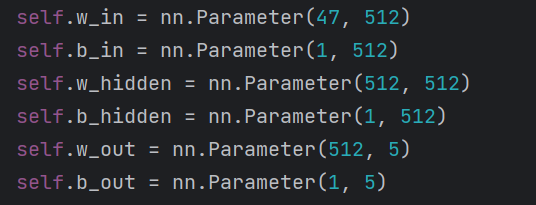 self.w_in = nn.Parameter(47, 512)
self.b_in = nn.Parameter(1, 512)
self.w_hidden = nn.Parameter(512, 512)
self.b_hidden = nn.Parameter(1, 512)
self.w_out = nn.Parameter(512, 5)
self.b_out = nn.Parameter(1, 5)